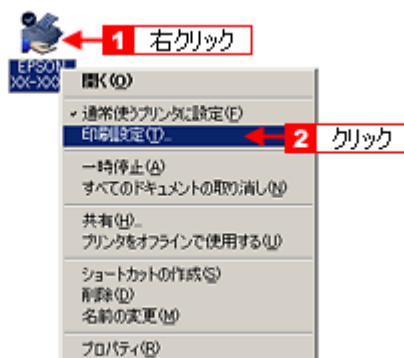 1 右クリック
EPSON
XX-XXX
開く(O)
通常使うプリンタに設定(F)
印刷設定(T)...
2 クリック
一時停止(A)
すべてのドキュメントの取り消し(N)
共有(H)...
プリンタをオフラインで使用する(U)
ショートカットの作成(S)
削除(D)
名前の変更(M)
プロパティ(R)